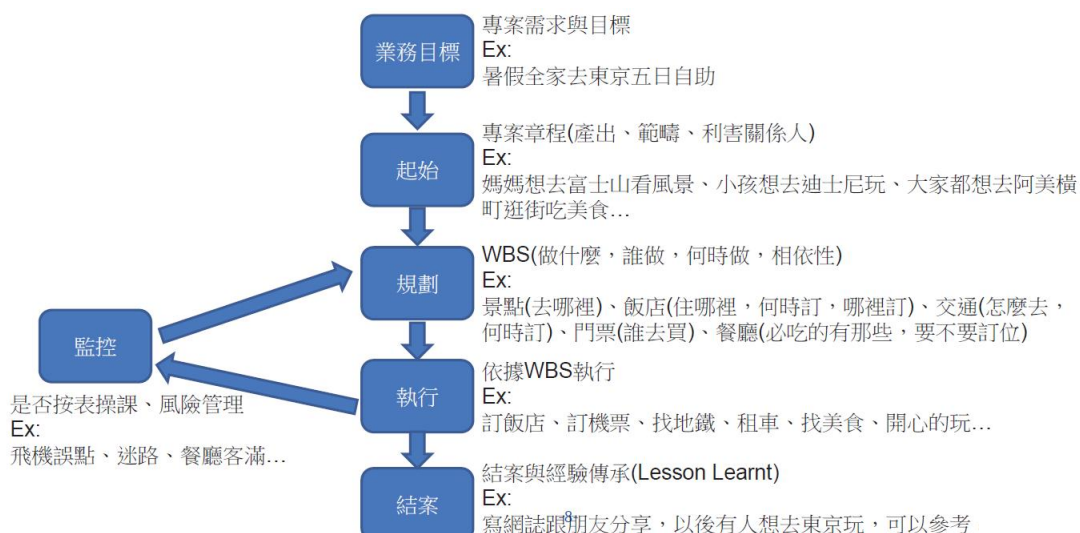 業務目標
專案需求與目標
Ex:
暑假全家去東京五日自助
起始
專案章程(產出、範疇、利害關係人)
Ex:
媽媽想去富士山看風景、小孩想去迪士尼玩、大家都想去阿美橫
町逛街吃美食…
規劃
WBS(做什麼，誰做，何時做，相依性)
Ex:
景點(去哪裡)、飯店(住哪裡，何時訂，哪裡訂)、交通(怎麼去，
何時訂)、門票(誰去買)、餐廳(必吃的有那些，要不要訂位)
監控
是否按表操課、風險管理
Ex:
飛機誤點、迷路、餐廳客滿…
執行
依據WBS執行
Ex:
訂飯店、訂機票、找地鐵、租車、找美食、開心的玩…
結案
結案與經驗傳承(Lesson Learnt)
Ex:
寫網誌跟朋友分享，以後有人想去東京玩，可以參考
8